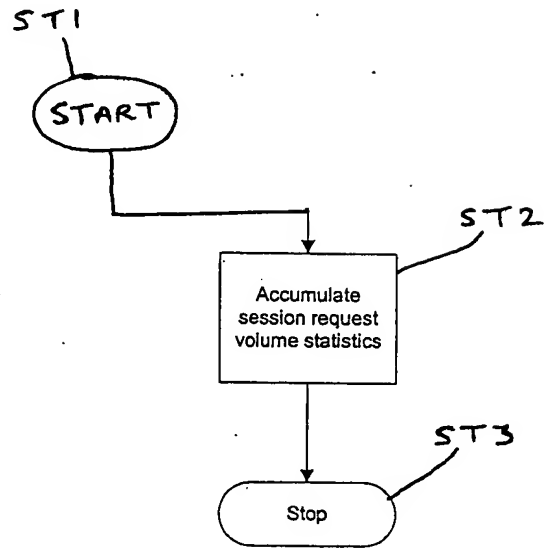 ST1
START
ST2
Accumulate
session request
volume statistics
ST3
Stop